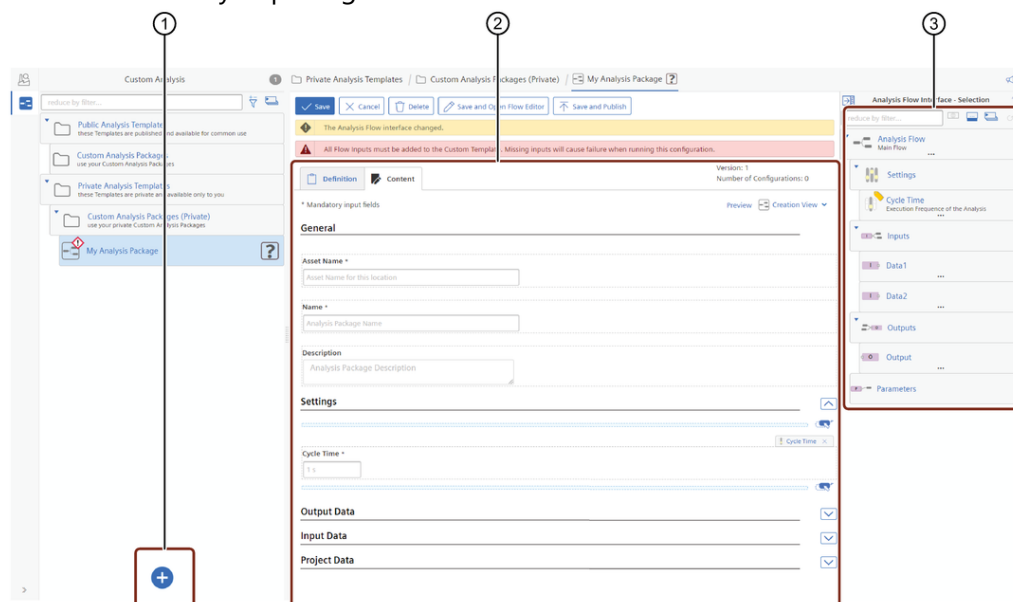 1
2
3
Custom Analysis
1
Private Analysis Templates / Custom Analysis Packages (Private) / My Analysis Package ?
reduce by filter...
Save
Cancel
Delete
Save and Open Flow Editor
Save and Publish
Analysis Flow Interface - Selection
The Analysis Flow interface changed.
reduce by filter...
Public Analysis Templates
these Templates are published and available for common use
All Flow Inputs must be added to the Custom Template. Missing inputs will cause failure when running this configuration.
Analysis Flow
Main Flow
...
Custom Analysis Packages
use your Custom Analysis Packages
Definition
Content
Version: 1
Number of Configurations: 0
Settings
Private Analysis Templates
these Templates are private and available only to you
Cycle Time
Execution Frequency of the Analysis
...
* Mandatory input fields
Preview
Creation View
Custom Analysis Packages (Private)
use your private Custom Analysis Packages
General
Inputs
My Analysis Package
?
Asset Name *
Asset Name for this location
Data1
...
Data2
...
Name *
Analysis Package Name
Outputs
Description
Analysis Package Description
Output
...
Parameters
Settings
Cycle Time ×
Cycle Time *
1 s
Output Data
Input Data
Project Data